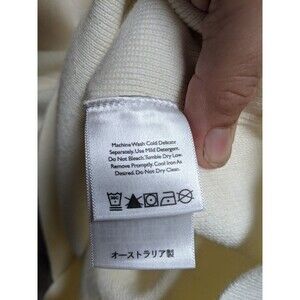 Machine Wash Cold Delicate
Separately. Use Mild Detergent.
Do Not Bleach. Tumble Dry Low.
Remove Promptly. Cool Iron As
Desired. Do Not Dry Clean.
オーストラリア製